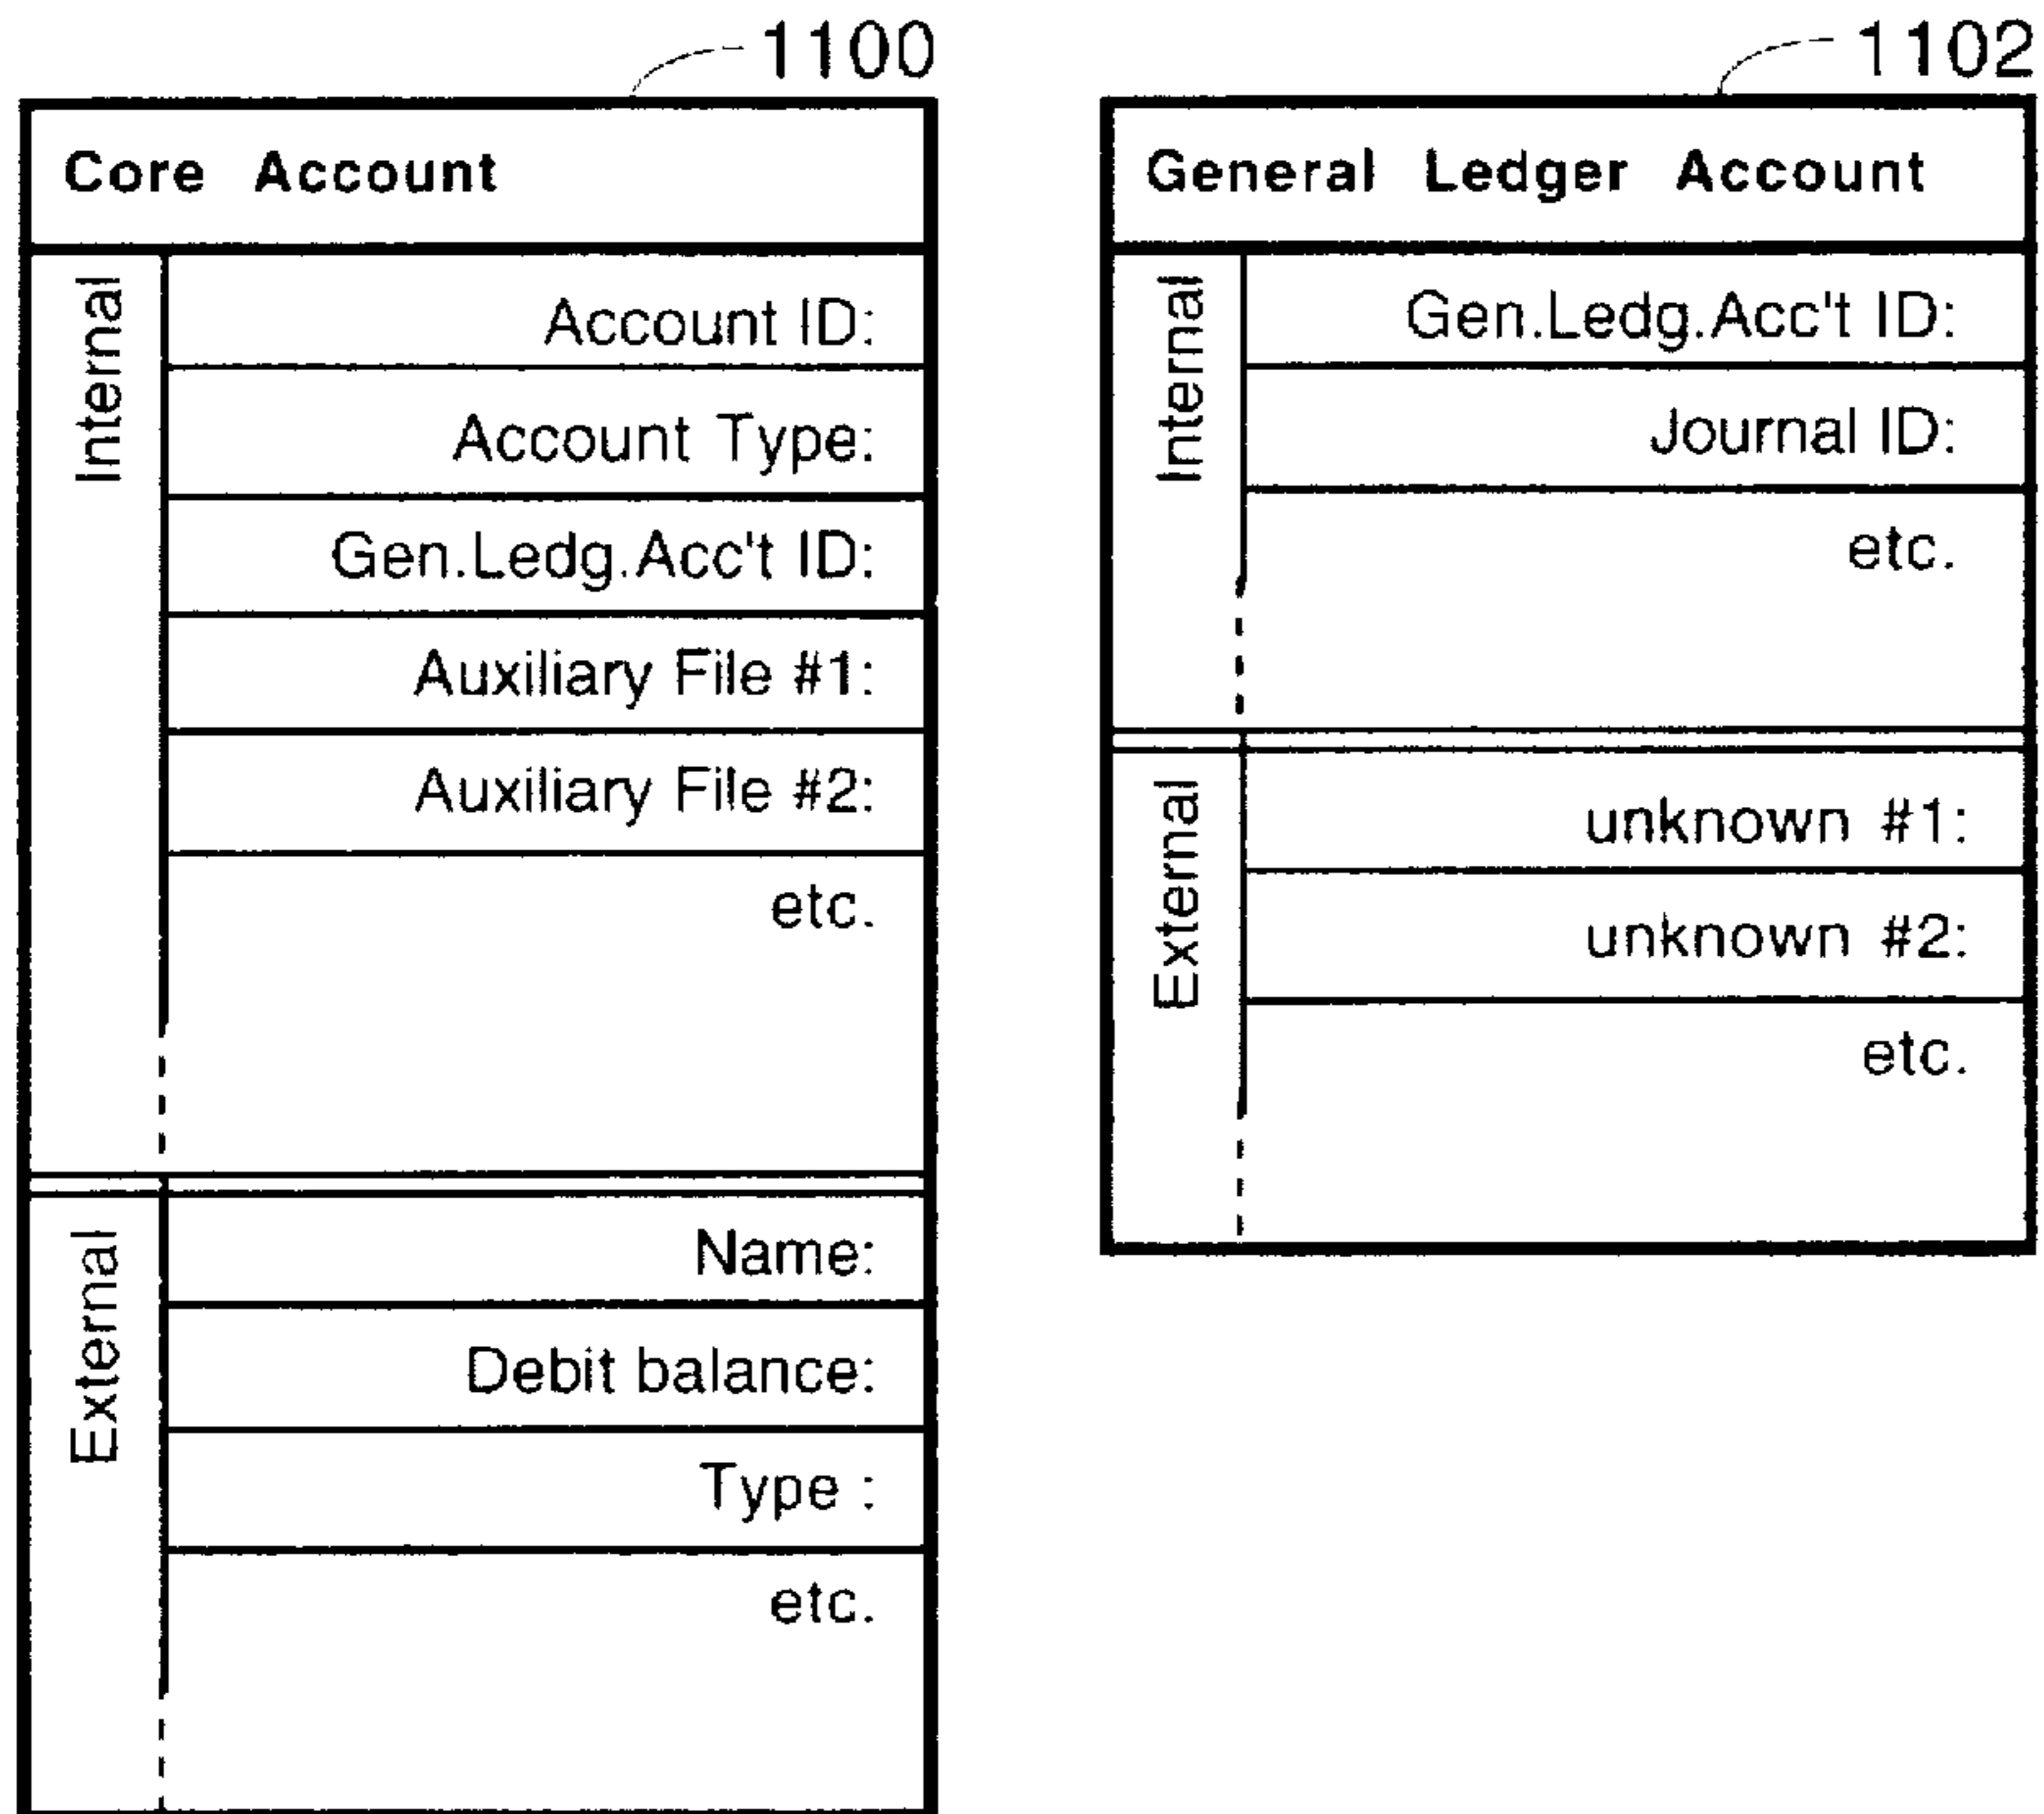 1100
Core Account
Internal
Account ID:
Account Type:
Gen.Ledg.Acc't ID:
Auxiliary File #1:
Auxiliary File #2:
etc.
External
Name:
Debit balance:
Type :
etc.
1102
General Ledger Account
Internal
Gen.Ledg.Acc't ID:
Journal ID:
etc.
External
unknown #1:
unknown #2:
etc.